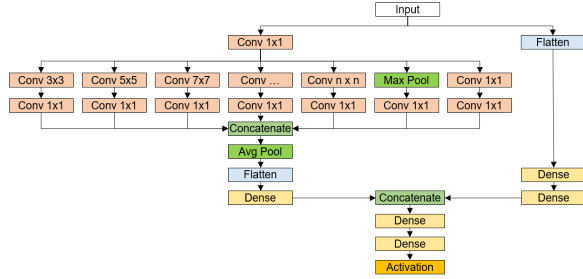 Input
Conv 1x1 Flatten
Conv 3x3 Conv 5x5 Conv 7x7 Conv ... Conv n x n Max Pool Conv 1x1
Conv 1x1 Conv 1x1 Conv 1x1 Conv 1x1 Conv 1x1 Conv 1x1 Conv 1x1
Concatenate
Avg Pool
Flatten Dense
Dense Concatenate Dense
Dense
Dense
Activation